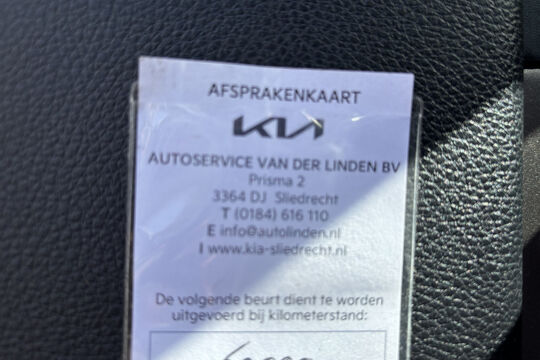 AFSPRAKENKAART
KIA
AUTOSERVICE VAN DER LINDEN BV
Prisma 2
3364 DJ Sliedrecht
T (0184) 616 110
E info@autolinden.nl
I www.kia-sliedrecht.nl
De volgende beurt dient te worden
uitgevoerd bij kilometerstand: